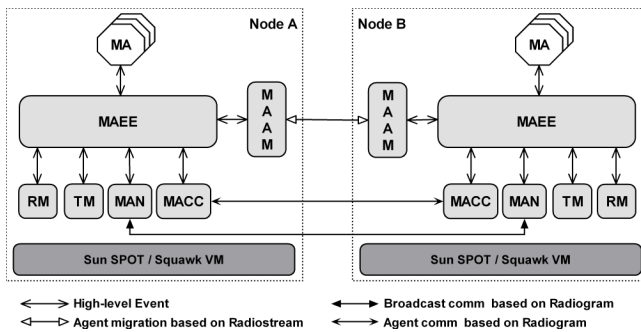 Node A
Node B
MA
MA
MAEE
MAAM
MAAM
MAEE
RM
TM
MAN
MACC
MACC
MAN
TM
RM
Sun SPOT / Squawk VM
Sun SPOT / Squawk VM
High-level Event
Broadcast comm based on Radiogram
Agent migration based on Radiostream
Agent comm based on Radiogram